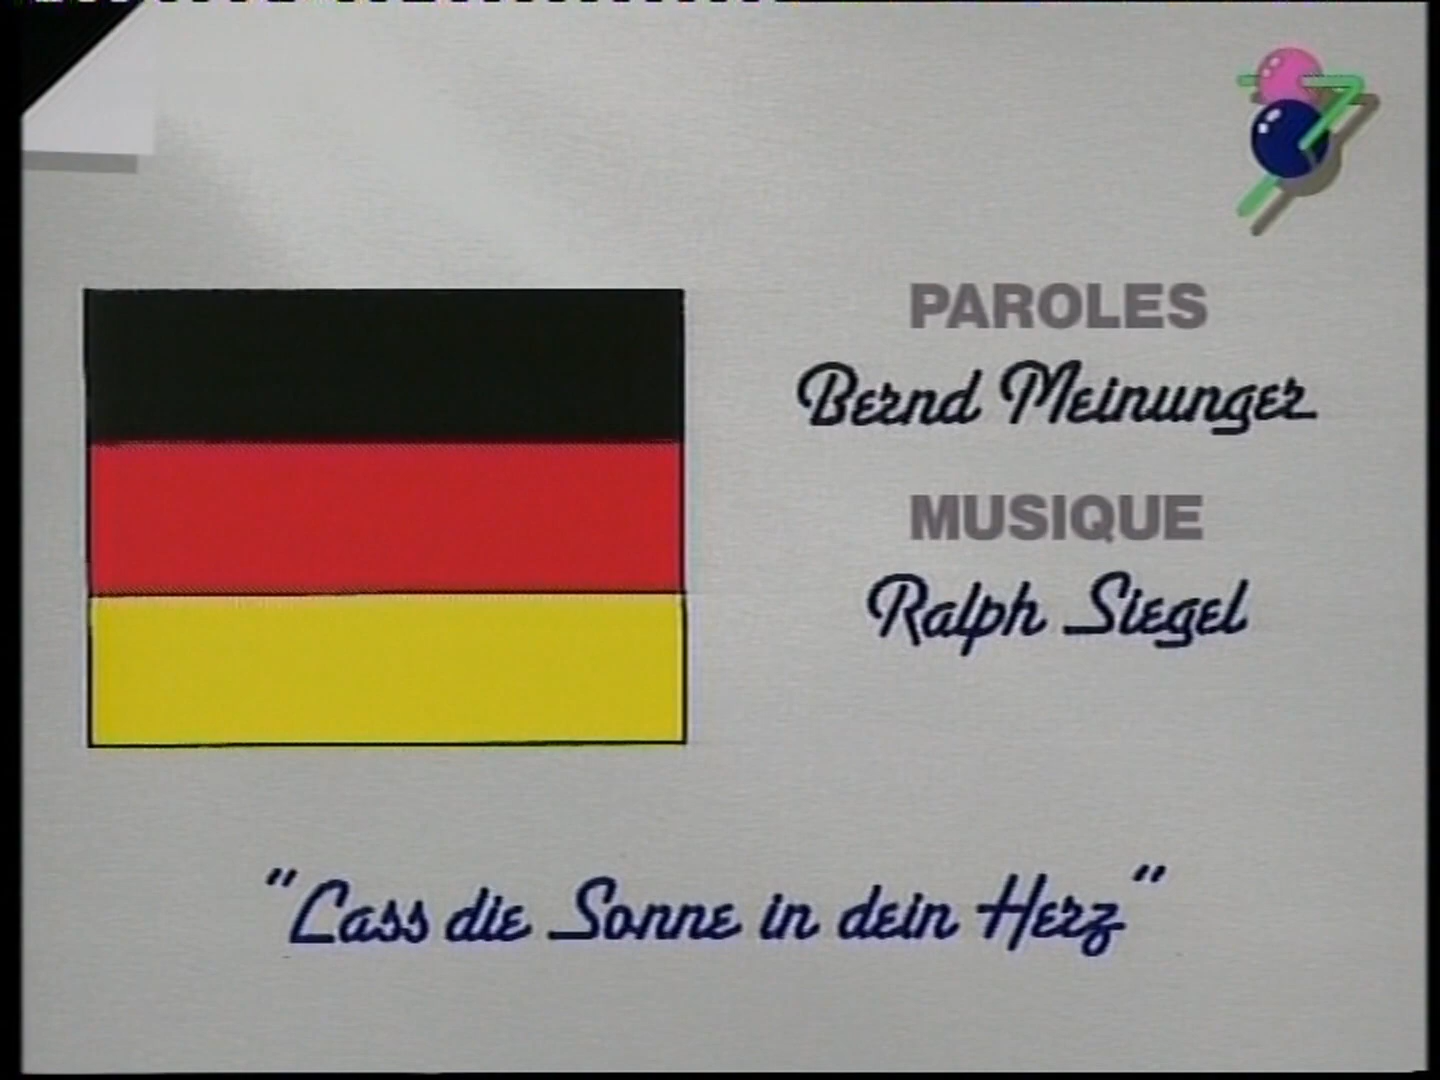 PAROLES
Bernd Meinunger
MUSIQUE
Ralph Siegel
"Lass die Sonne in dein Herz"